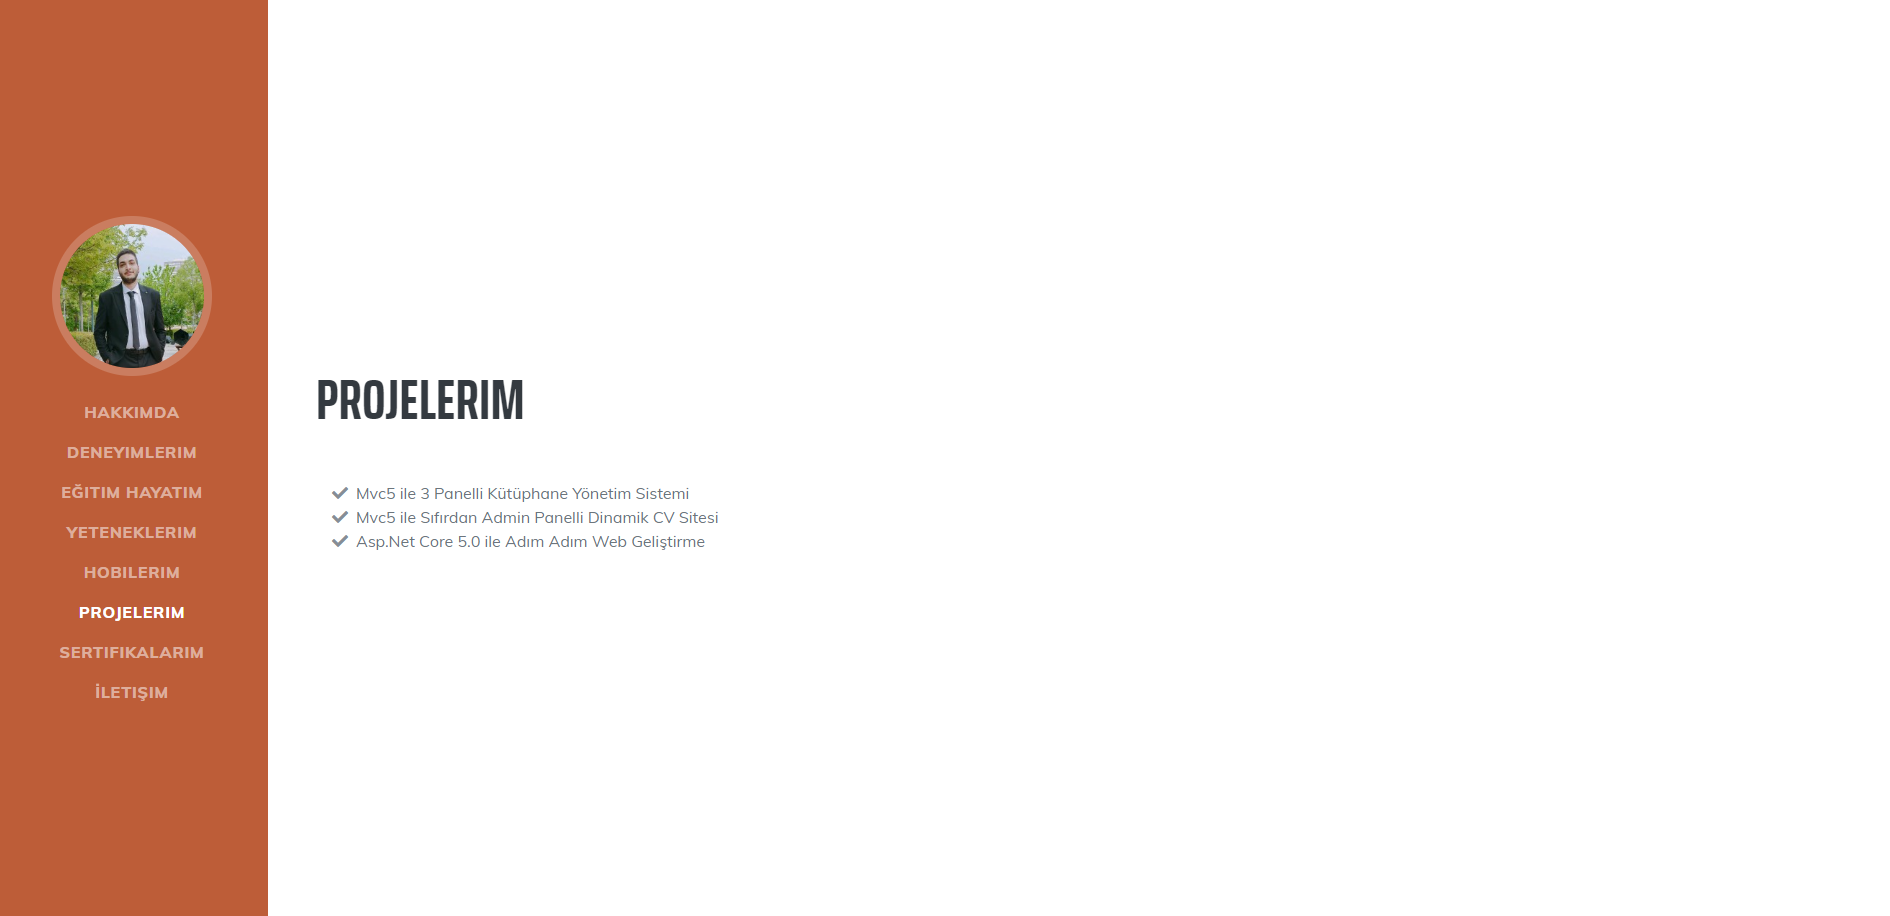 HAKKIMDA
DENEYIMLERIM
EĞITIM HAYATIM
YETENEKLERIM
HOBILERIM
PROJELERIM
SERTIFIKALARIM
İLETIŞIM
PROJELERIM
Mvc5 ile 3 Panelli Kütüphane Yönetim Sistemi
Mvc5 ile Sıfırdan Admin Panelli Dinamik CV Sitesi
Asp.Net Core 5.0 ile Adım Adım Web Geliştirme